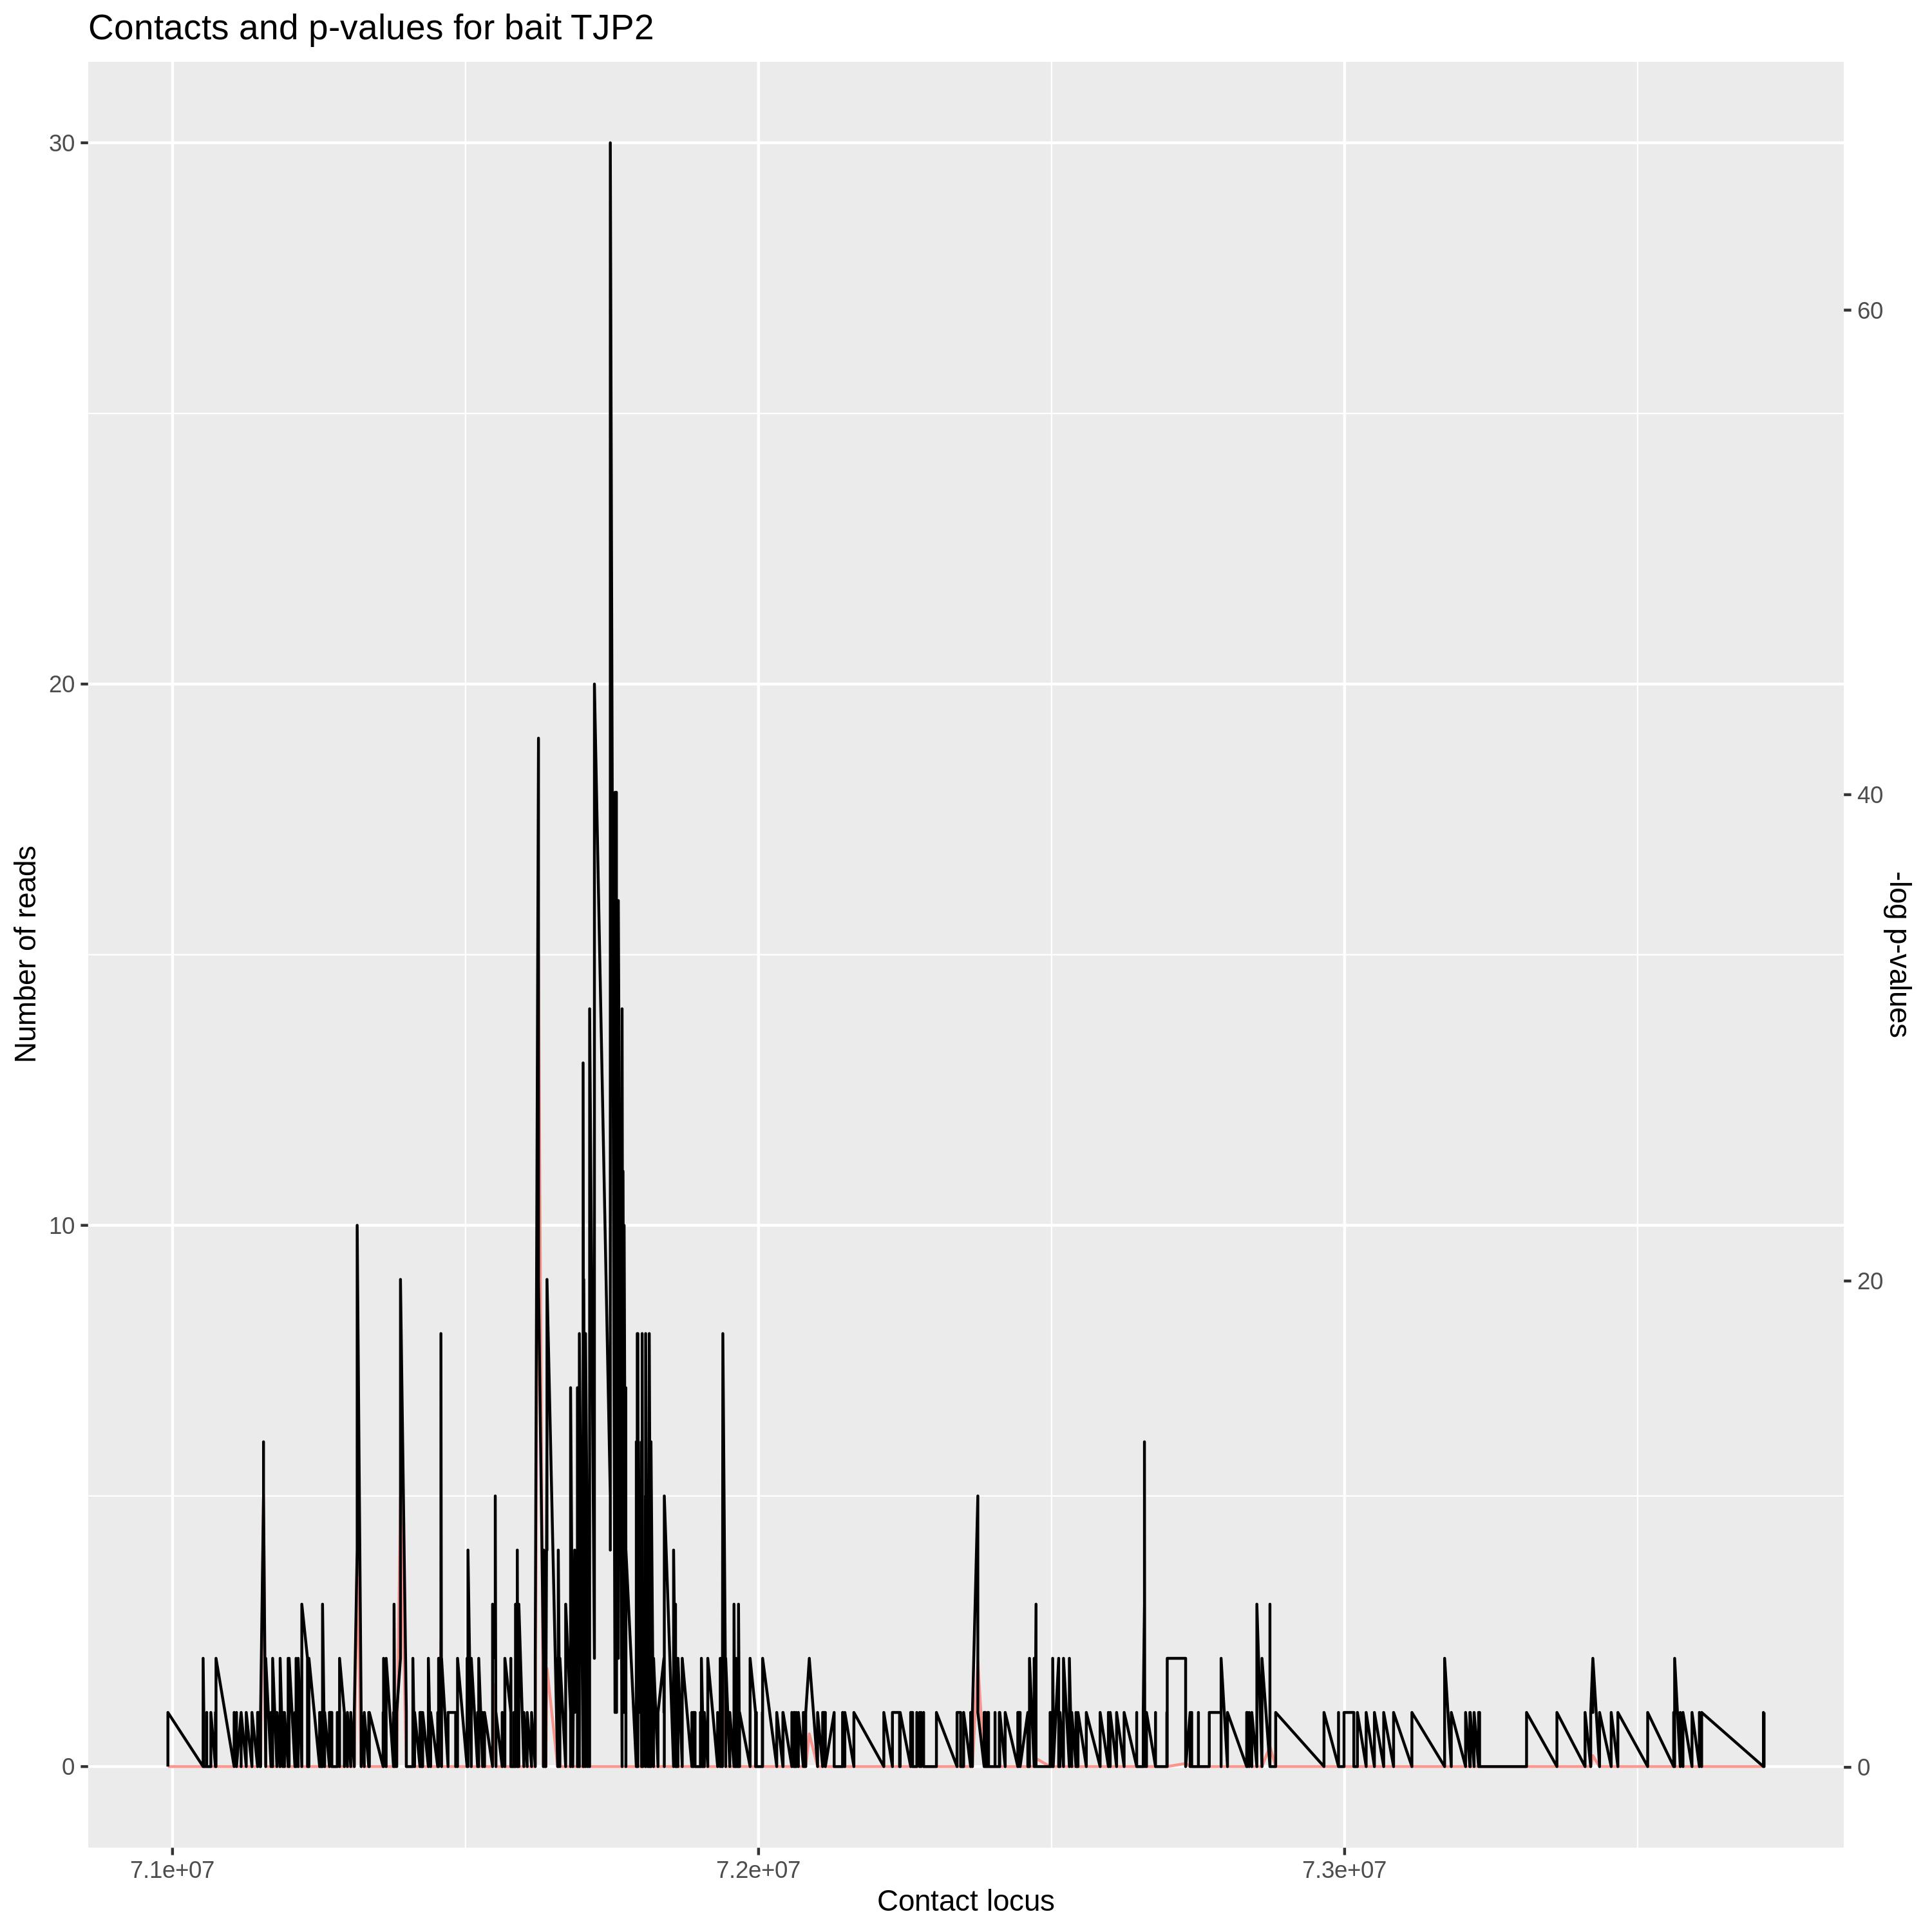 Contacts and p-values for bait TJP2
30
20
10
0
Number of reads
60
40
20
0
-log p-values
7.1e+07
7.2e+07
7.3e+07
Contact locus